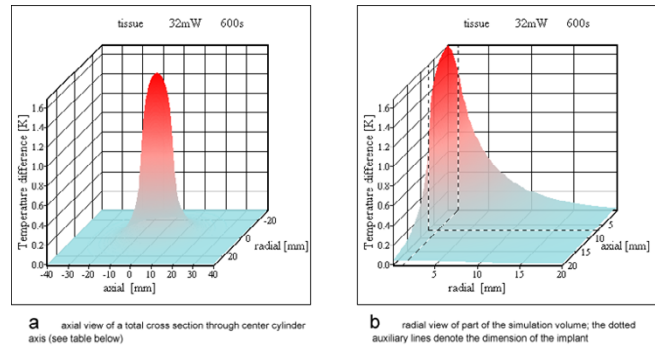 tissue 32mW 600s
Temperature difference [K]
1.6
1.4
1.2
1.0
0.8
0.6
0.4
0.2
0.0
-40 -30 -20 -10 0 10 20 30 40
axial [mm]
20
0
-20
radial [mm]
a axial view of a total cross section through center cylinder
axis (see table below)
tissue 32mW 600s
Temperature difference [K]
1.6
1.4
1.2
1.0
0.8
0.6
0.4
0.2
0.0
5 10 15 20
radial [mm]
20
15
10
5
axial [mm]
b radial view of part of the simulation volume; the dotted
auxiliary lines denote the dimension of the implant